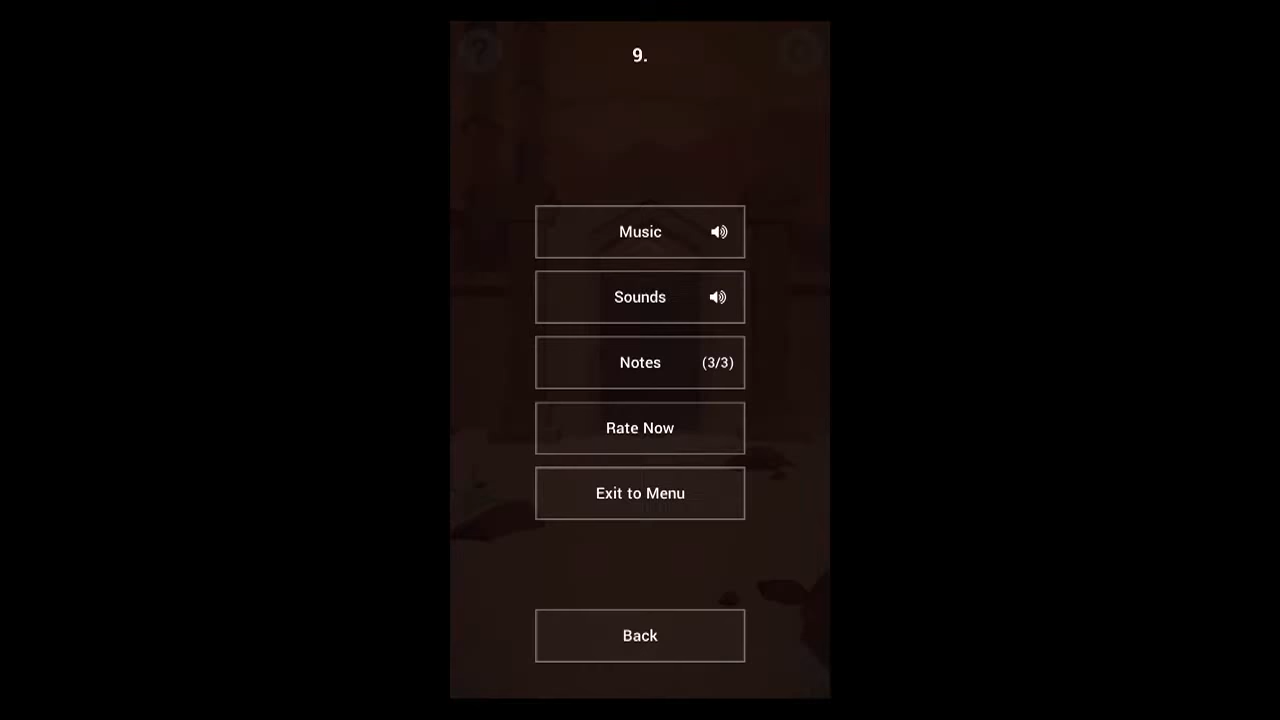 9.
Music
Sounds
Notes (3/3)
Rate Now
Exit to Menu
Back